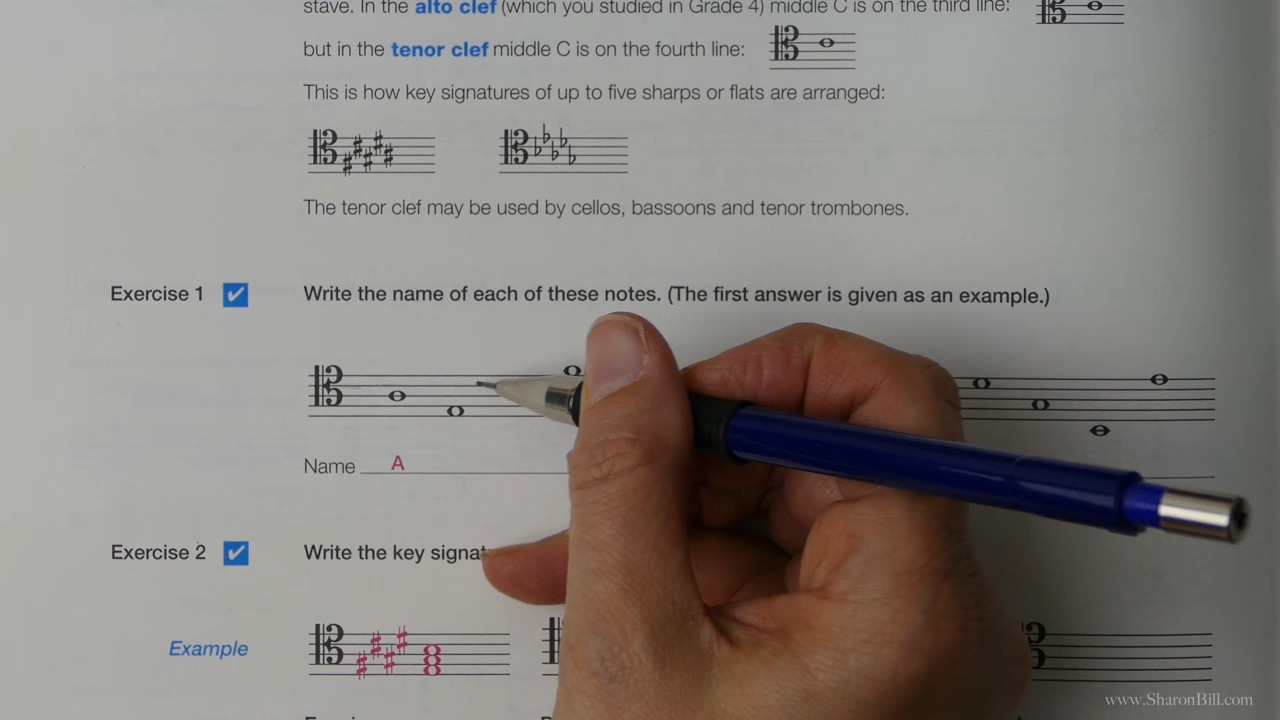 stave. In the alto clef (which you studied in Grade 4) middle C is on the third line:
but in the tenor clef middle C is on the fourth line:
This is how key signatures of up to five sharps or flats are arranged:
The tenor clef may be used by cellos, bassoons and tenor trombones.
Exercise 1 Write the name of each of these notes. (The first answer is given as an example.)
Name A
Exercise 2 Write the key
Example
www.SharonBill.com